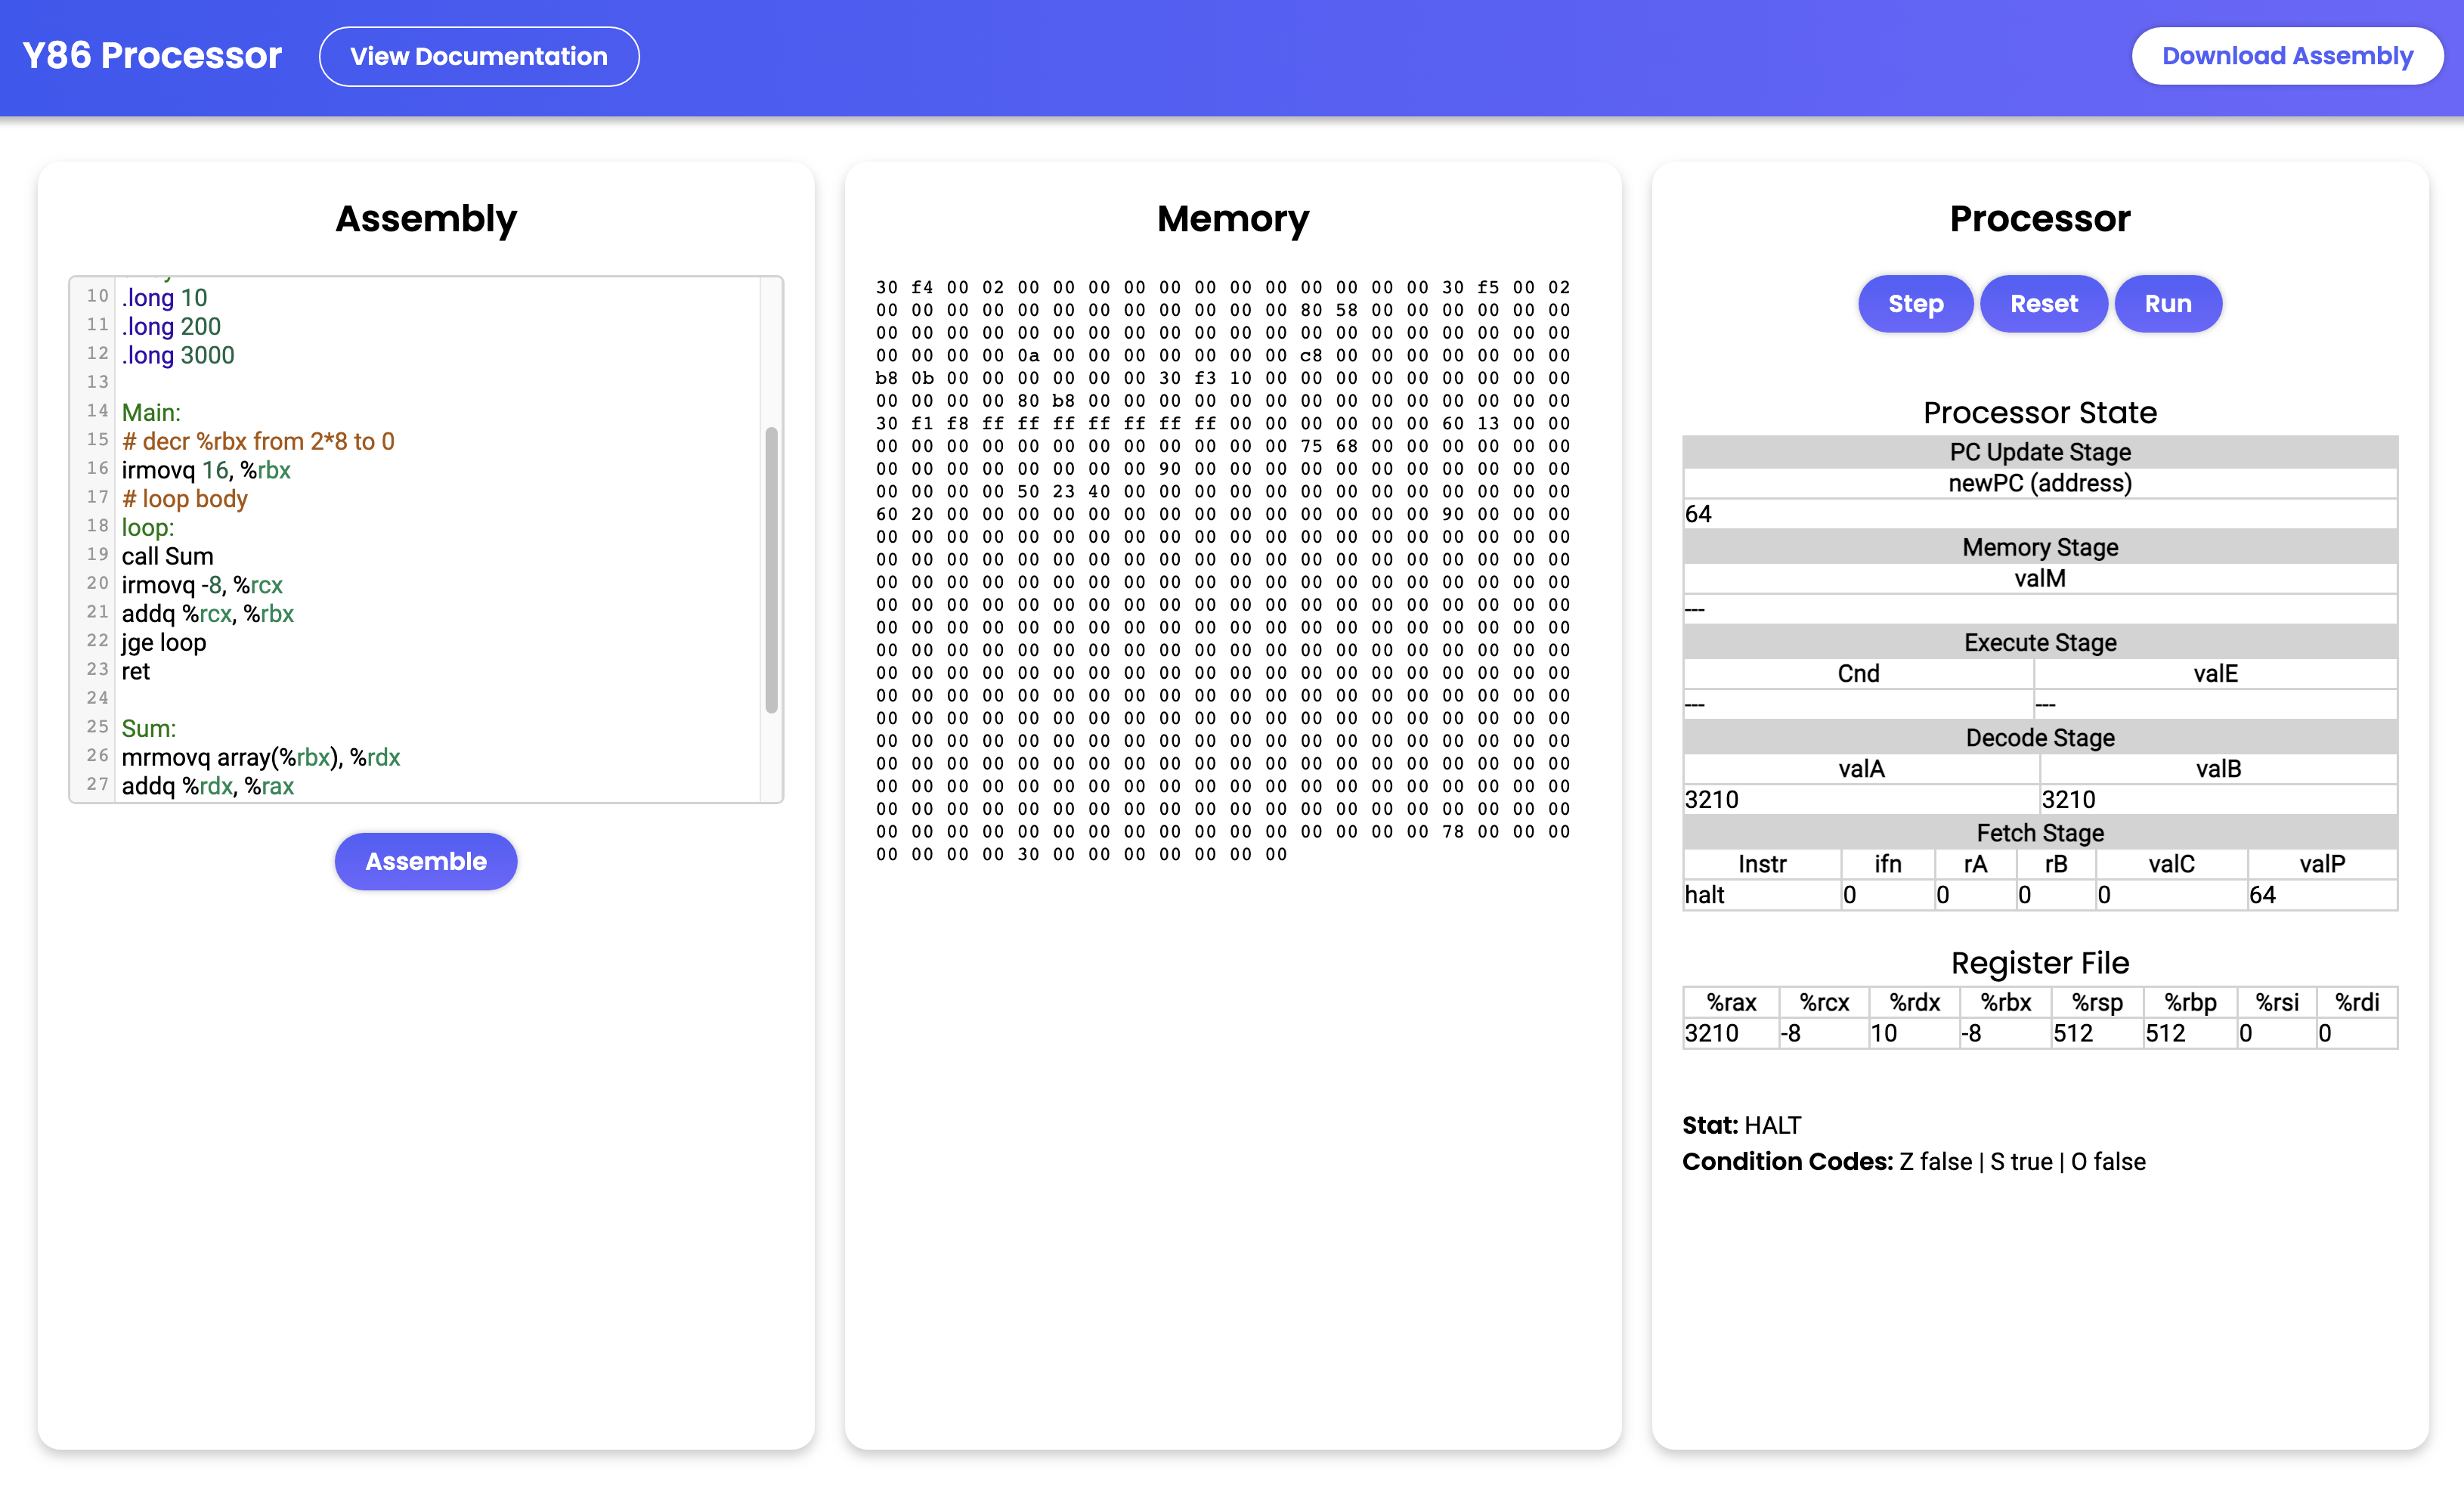 Y86 Processor
View Documentation
Download Assembly
Assembly
10 .long 10
11 .long 200
12 .long 3000
13
14 Main:
15 # decr %rbx from 2*8 to 0
16 irmovq 16, %rbx
17 # loop body
18 loop:
19 call Sum
20 irmovq -8, %rcx
21 addq %rcx, %rbx
22 jge loop
23 ret
24
25 Sum:
26 mrmovq array(%rbx), %rdx
27 addq %rdx, %rax
Assemble
Memory
30 f4 00 02 00 00 00 00 00 00 00 00 00 00 00 00 30 f5 00 02
00 00 00 00 00 00 00 00 00 00 00 00 80 58 00 00 00 00 00 00
00 00 00 00 00 00 00 00 00 00 00 00 00 00 00 00 00 00 00 00
00 00 00 00 0a 00 00 00 00 00 00 00 c8 00 00 00 00 00 00 00
b8 0b 00 00 00 00 00 00 30 f3 10 00 00 00 00 00 00 00 00 00
00 00 00 00 80 b8 00 00 00 00 00 00 00 00 00 00 00 00 00 00
30 f1 f8 ff ff ff ff ff ff ff 00 00 00 00 00 00 60 13 00 00
00 00 00 00 00 00 00 00 00 00 00 00 75 68 00 00 00 00 00 00
00 00 00 00 00 00 00 00 90 00 00 00 00 00 00 00 00 00 00 00
00 00 00 00 50 23 40 00 00 00 00 00 00 00 00 00 00 00 00 00
60 20 00 00 00 00 00 00 00 00 00 00 00 00 00 00 90 00 00 00
00 00 00 00 00 00 00 00 00 00 00 00 00 00 00 00 00 00 00 00
00 00 00 00 00 00 00 00 00 00 00 00 00 00 00 00 00 00 00 00
00 00 00 00 00 00 00 00 00 00 00 00 00 00 00 00 00 00 00 00
00 00 00 00 00 00 00 00 00 00 00 00 00 00 00 00 00 00 00 00
00 00 00 00 00 00 00 00 00 00 00 00 00 00 00 00 00 00 00 00
00 00 00 00 00 00 00 00 00 00 00 00 00 00 00 00 00 00 00 00
00 00 00 00 00 00 00 00 00 00 00 00 00 00 00 00 00 00 00 00
00 00 00 00 00 00 00 00 00 00 00 00 00 00 00 00 00 00 00 00
00 00 00 00 00 00 00 00 00 00 00 00 00 00 00 00 00 00 00 00
00 00 00 00 00 00 00 00 00 00 00 00 00 00 00 00 00 00 00 00
00 00 00 00 00 00 00 00 00 00 00 00 00 00 00 00 00 00 00 00
00 00 00 00 00 00 00 00 00 00 00 00 00 00 00 00 00 00 00 00
00 00 00 00 00 00 00 00 00 00 00 00 00 00 00 00 00 00 00 00
00 00 00 00 00 00 00 00 00 00 00 00 00 00 00 00 78 00 00 00
00 00 00 00 30 00 00 00 00 00 00 00
Processor
Step Reset Run
Processor State
PC Update Stage
newPC (address)
64
Memory Stage
valM
---
Execute Stage
Cnd valE
--- ---
Decode Stage
valA valB
3210 3210
Fetch Stage
Instr ifn rA rB valC valP
halt 0 0 0 0 64
Register File
%rax %rcx %rdx %rbx %rsp %rbp %rsi %rdi
3210 -8 10 -8 512 512 0 0
Stat: HALT
Condition Codes: Z false | S true | O false